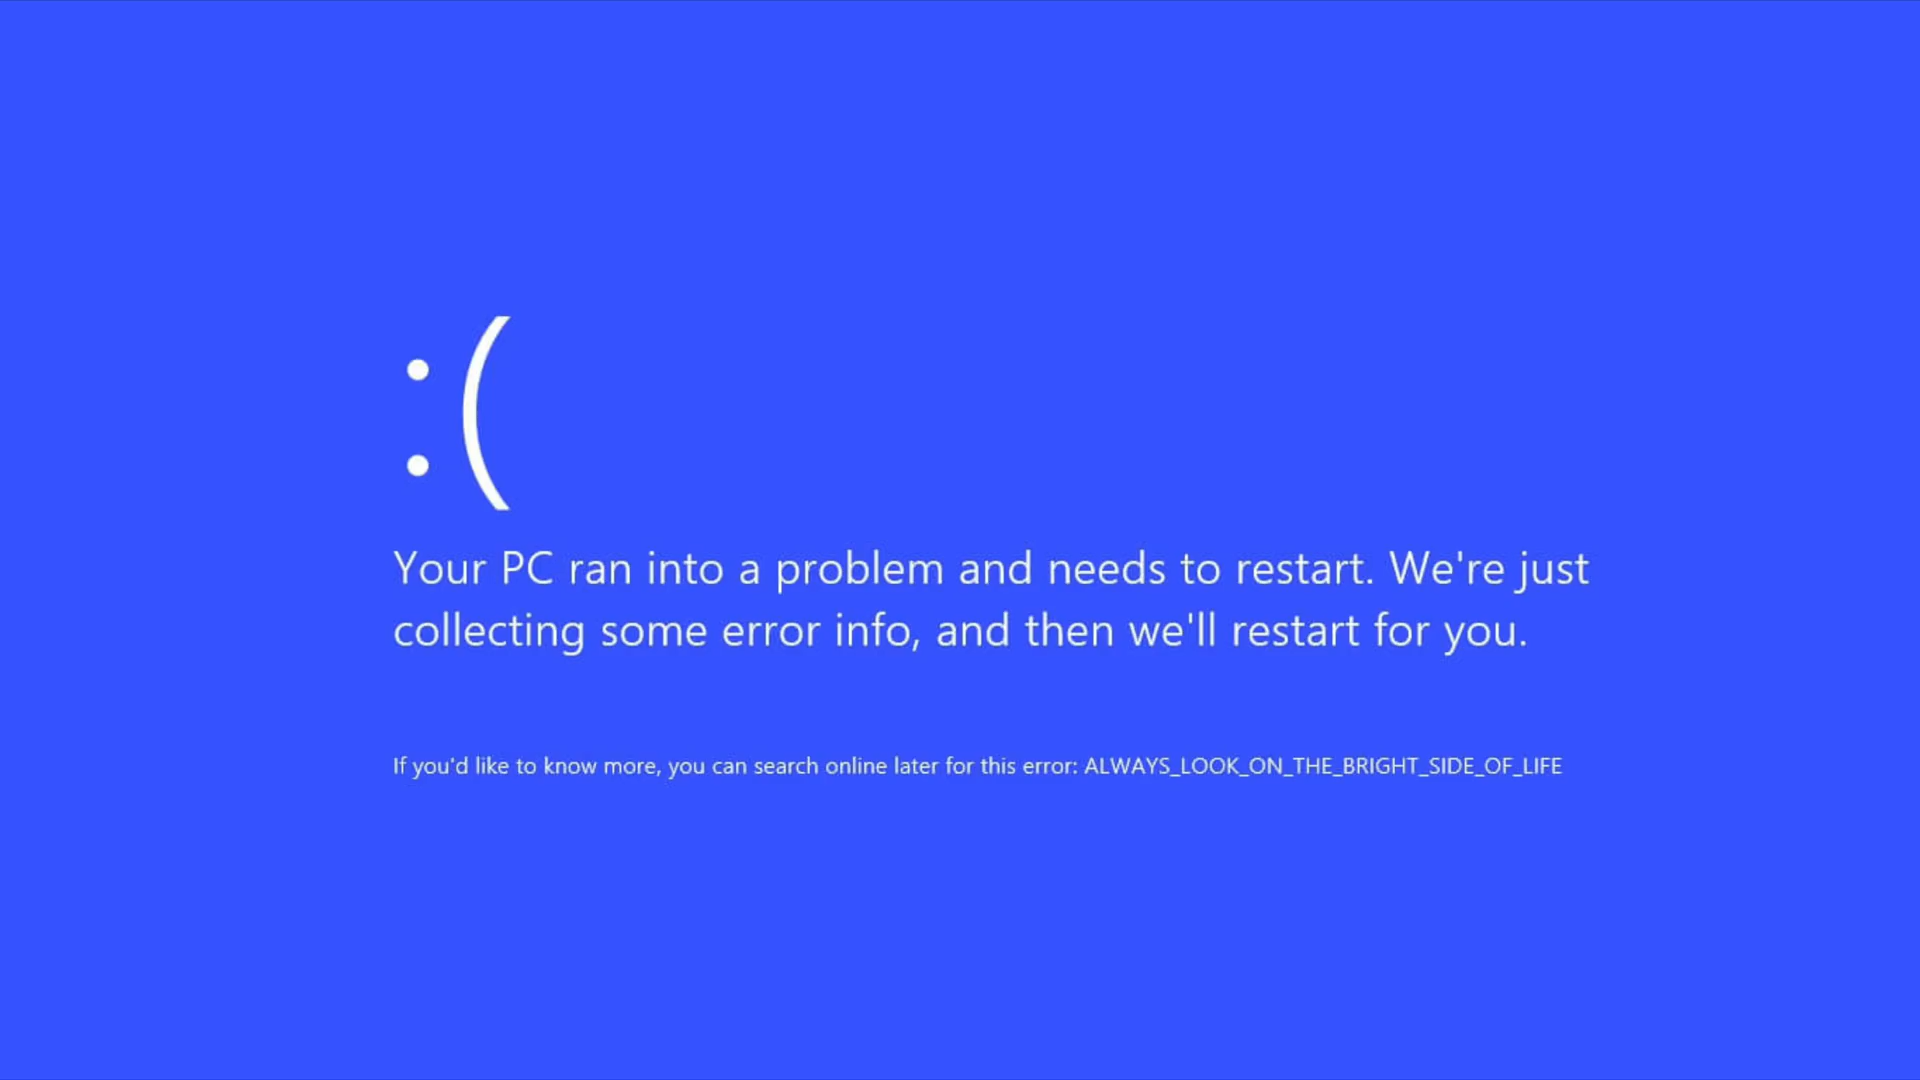 :(
Your PC ran into a problem and needs to restart. We're just
collecting some error info, and then we'll restart for you.
If you'd like to know more, you can search online later for this error: ALWAYS_LOOK_ON_THE_BRIGHT_SIDE_OF_LIFE